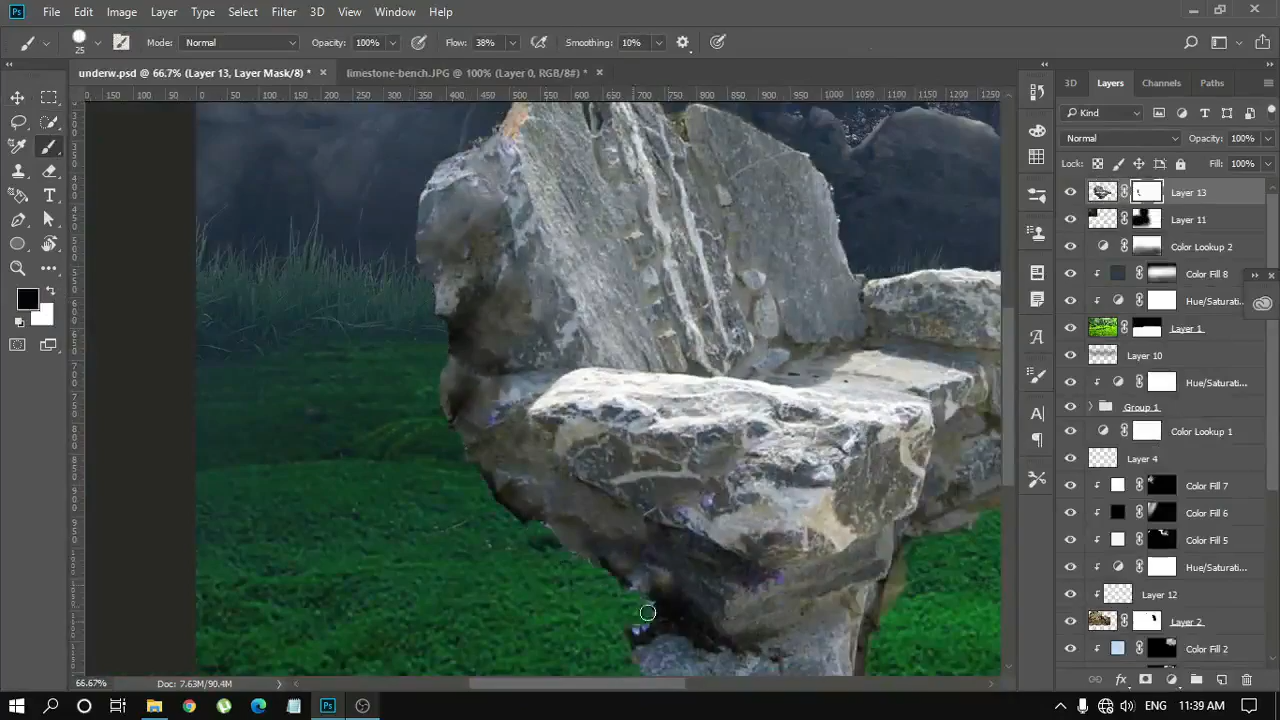 Ps File Edit Image Layer Type Select Filter 3D View Window Help
25 Mode: Normal Opacity: 100% Flow: 38% Smoothing: 10%
underw.psd @ 66.7% (Layer 13, Layer Mask/8) * × limestone-bench.JPG @ 100% (Layer 0, RGB/8#) * ×
150 100 50 0 50 100 150 200 250 300 350 400 450 500 550 600 650 700 750 800 850 900 950 1000 1050 1100 1150 1200 1250
3D Layers Channels Paths
Kind
Normal Opacity: 100%
Lock: Fill: 100%
Layer 13
Layer 11
Color Lookup 2
Color Fill 8
Hue/Saturati...
Layer 1
Layer 10
Hue/Saturati...
Group 1
Color Lookup 1
Layer 4
Color Fill 7
Color Fill 6
Color Fill 5
Hue/Saturati...
Layer 12
Layer 2
Color Fill 2
66.67% Doc: 7.63M/90.4M
ENG 11:39 AM